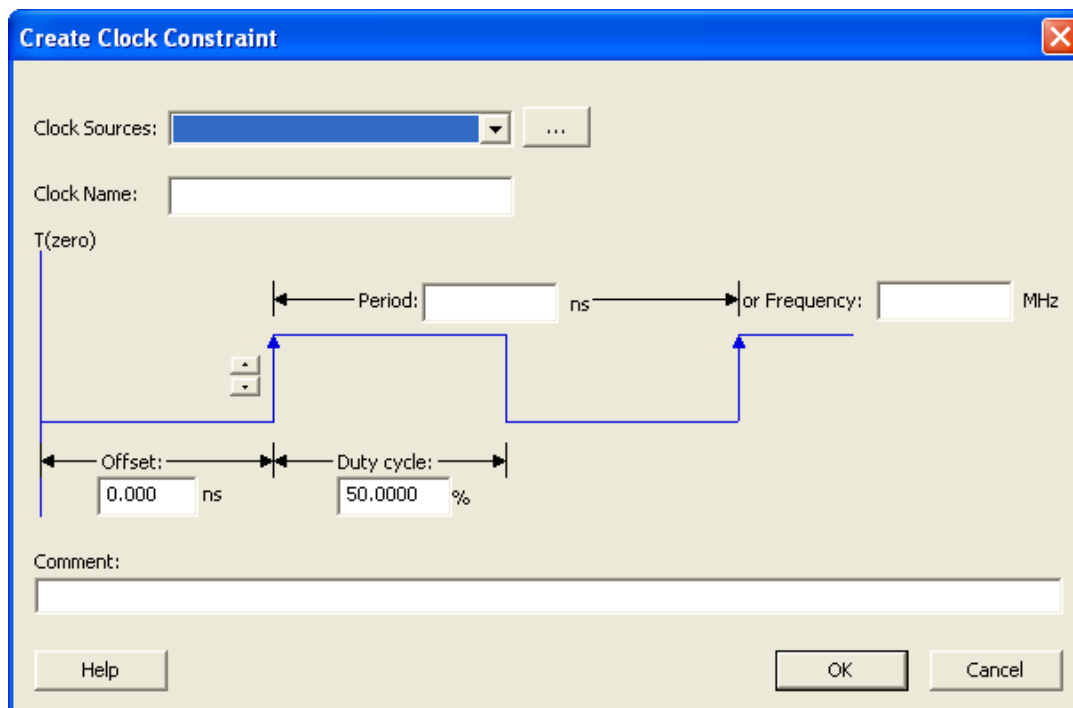 Create Clock Constraint
Clock Sources:
...
Clock Name:
T(zero)
Period: ns or Frequency: MHz
Offset: Duty cycle:
0.000 ns 50.0000 %
Comment:
Help OK Cancel